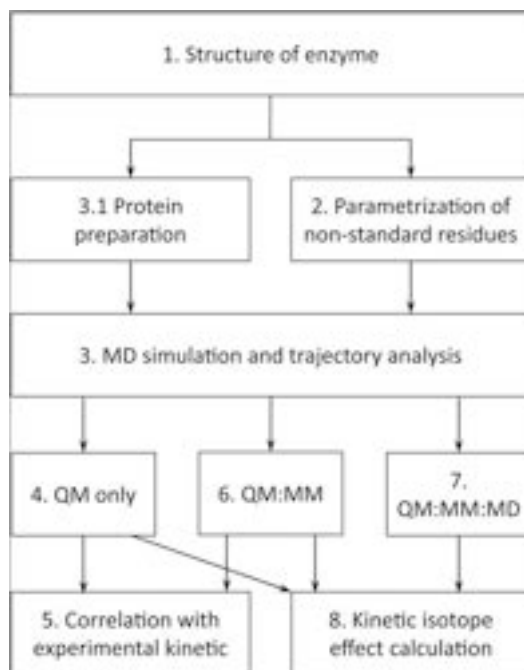 1. Structure of enzyme
3.1 Protein
preparation
2. Parametrization of
non-standard residues
3. MD simulation and trajectory analysis
4. QM only
6. QM:MM
7.
QM:MM:MD
5. Correlation with
experimental kinetic
8. Kinetic isotope
effect calculation